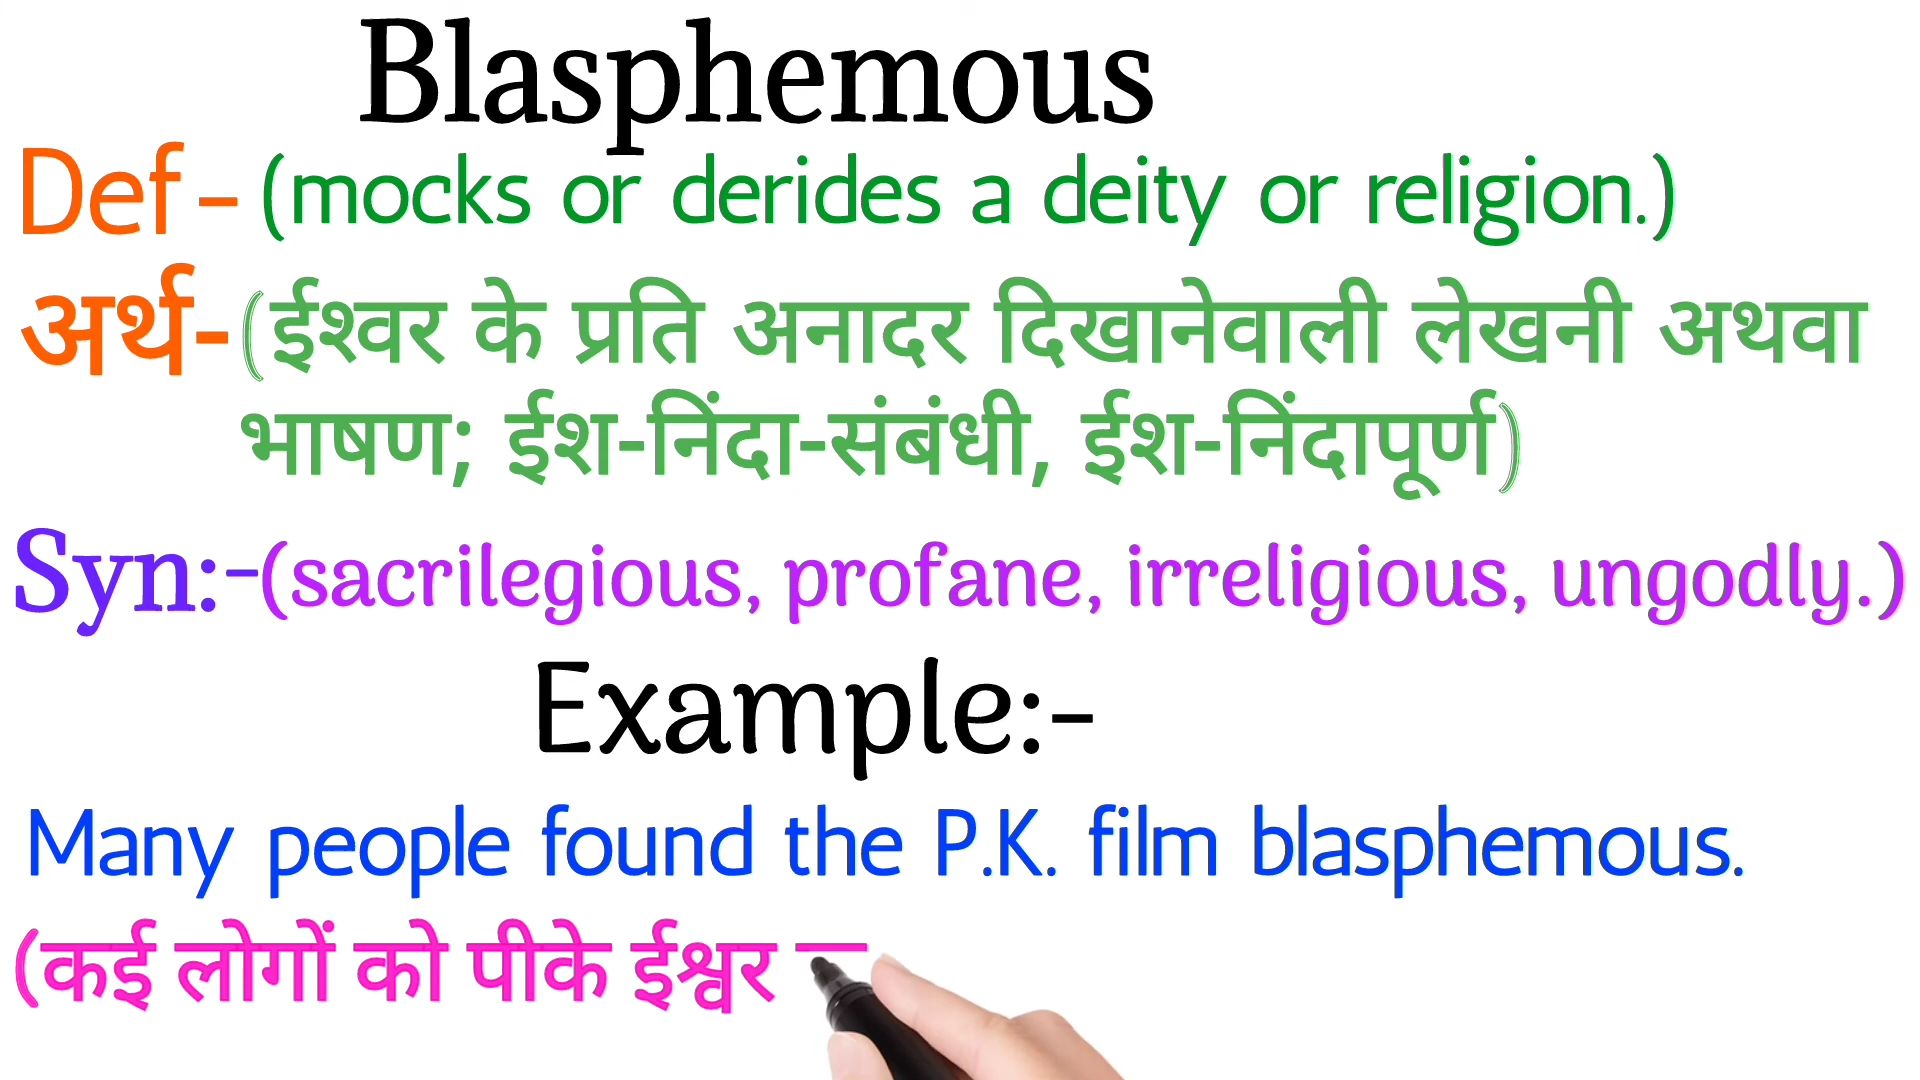 Blasphemous
Def - (mocks or derides a deity or religion.)
अर्थ-(ईश्वर के प्रति अनादर दिखानेवाली लेखनी अथवा
भाषण; ईश-निंदा-संबंधी, ईश-निंदापूर्ण)
Syn:-(sacrilegious, profane, irreligious, ungodly.)
Example:-
Many people found the P.K. film blasphemous.
(कई लोगों को पीके ईश्वर